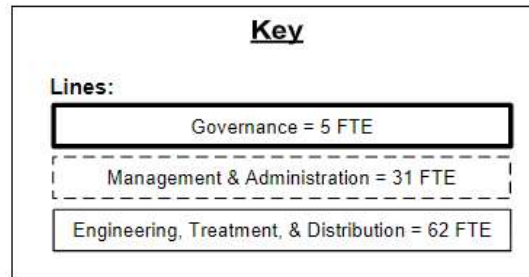 Key
Lines:
Governance = 5 FTE
Management & Administration = 31 FTE
Engineering, Treatment, & Distribution = 62 FTE